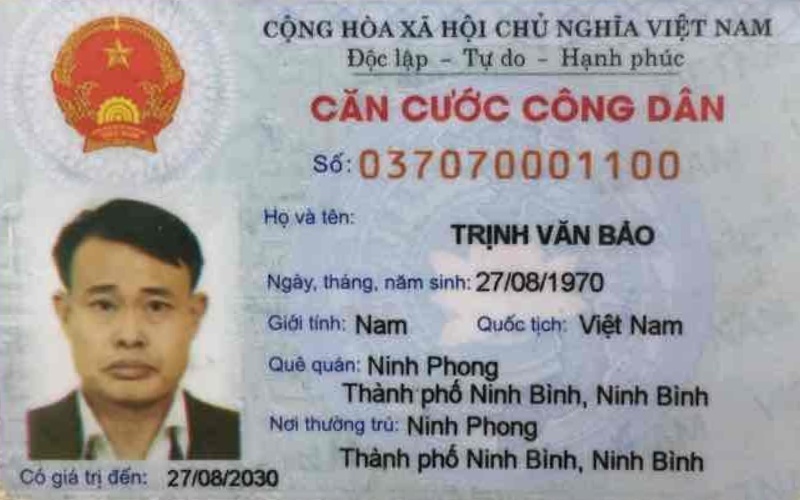 CỘNG HÒA XÃ HỘI CHỦ NGHĨA VIỆT NAM
Độc lập - Tự do - Hạnh phúc
CĂN CƯỚC CÔNG DÂN
Số: 037070001100
Họ và tên:
TRỊNH VĂN BẢO
Ngày, tháng, năm sinh: 27/08/1970
Giới tính: Nam Quốc tịch: Việt Nam
Quê quán: Ninh Phong
Thành phố Ninh Bình, Ninh Bình
Nơi thường trú: Ninh Phong
Thành phố Ninh Bình, Ninh Bình
Có giá trị đến: 27/08/2030